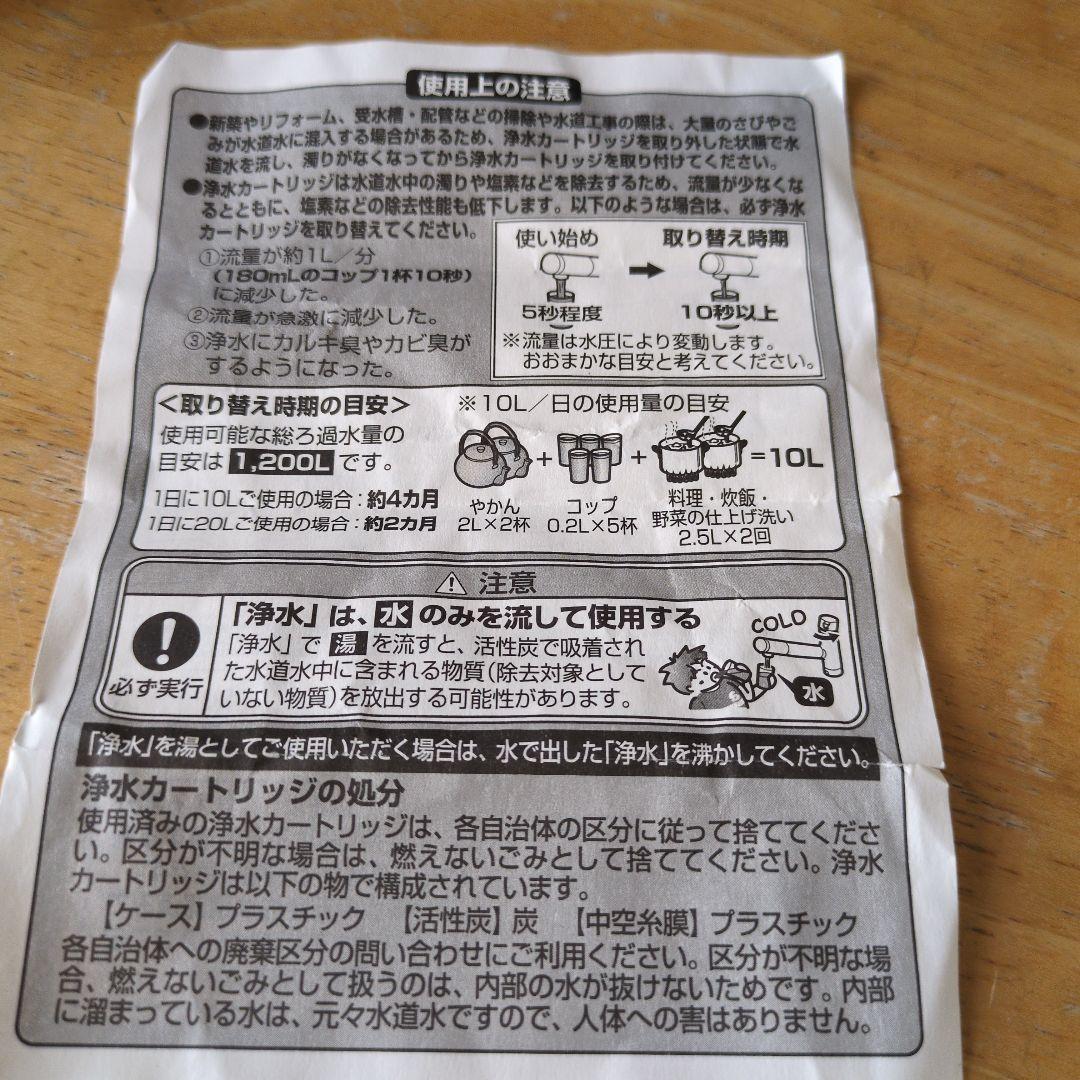 使用上の注意
●新築やリフォーム、受水槽・配管などの掃除や水道工事の際は、大量のさびやご
みが水道水に混入する場合があるため、浄水カートリッジを取り外した状態で水
道水を流し、濁りがなくなってから浄水カートリッジを取り付けてください。
●浄水カートリッジは水道水中の濁りや塩素などを除去するため、流量が少なくな
るとともに、塩素などの除去性能も低下します。以下のような場合は、必ず浄水
カートリッジを取り替えてください。
①流量が約1L／分
(180mLのコップ1杯10秒)
に減少した。
②流量が急激に減少した。
③浄水にカルキ臭やカビ臭が
するようになった。
使い始め 取り替え時期
5秒程度 10秒以上
※流量は水圧により変動します。
おおまかな目安と考えてください。
＜取り替え時期の目安＞
使用可能な総ろ過水量の
目安は 1,200L です。
1日に10Lご使用の場合：約4カ月
1日に20Lご使用の場合：約2カ月
※10L／日の使用量の目安
+ + =10L
やかん
2L×2杯
コップ
0.2L×5杯
料理・炊飯・
野菜の仕上げ洗い
2.5L×2回
⚠ 注意
必ず実行
「浄水」は、水のみを流して使用する
「浄水」で 湯 を流すと、活性炭で吸着され
た水道水中に含まれる物質(除去対象として
いない物質)を放出する可能性があります。
COLD
水
「浄水」を湯としてご使用いただく場合は、水で出した「浄水」を沸かしてください。
浄水カートリッジの処分
使用済みの浄水カートリッジは、各自治体の区分に従って捨ててくださ
い。区分が不明な場合は、燃えないごみとして捨ててください。浄水
カートリッジは以下の物で構成されています。
【ケース】プラスチック 【活性炭】炭 【中空糸膜】プラスチック
各自治体への廃棄区分の問い合わせにご利用ください。区分が不明な場
合、燃えないごみとして扱うのは、内部の水が抜けないためです。内部
に溜まっている水は、元々水道水ですので、人体への害はありません。